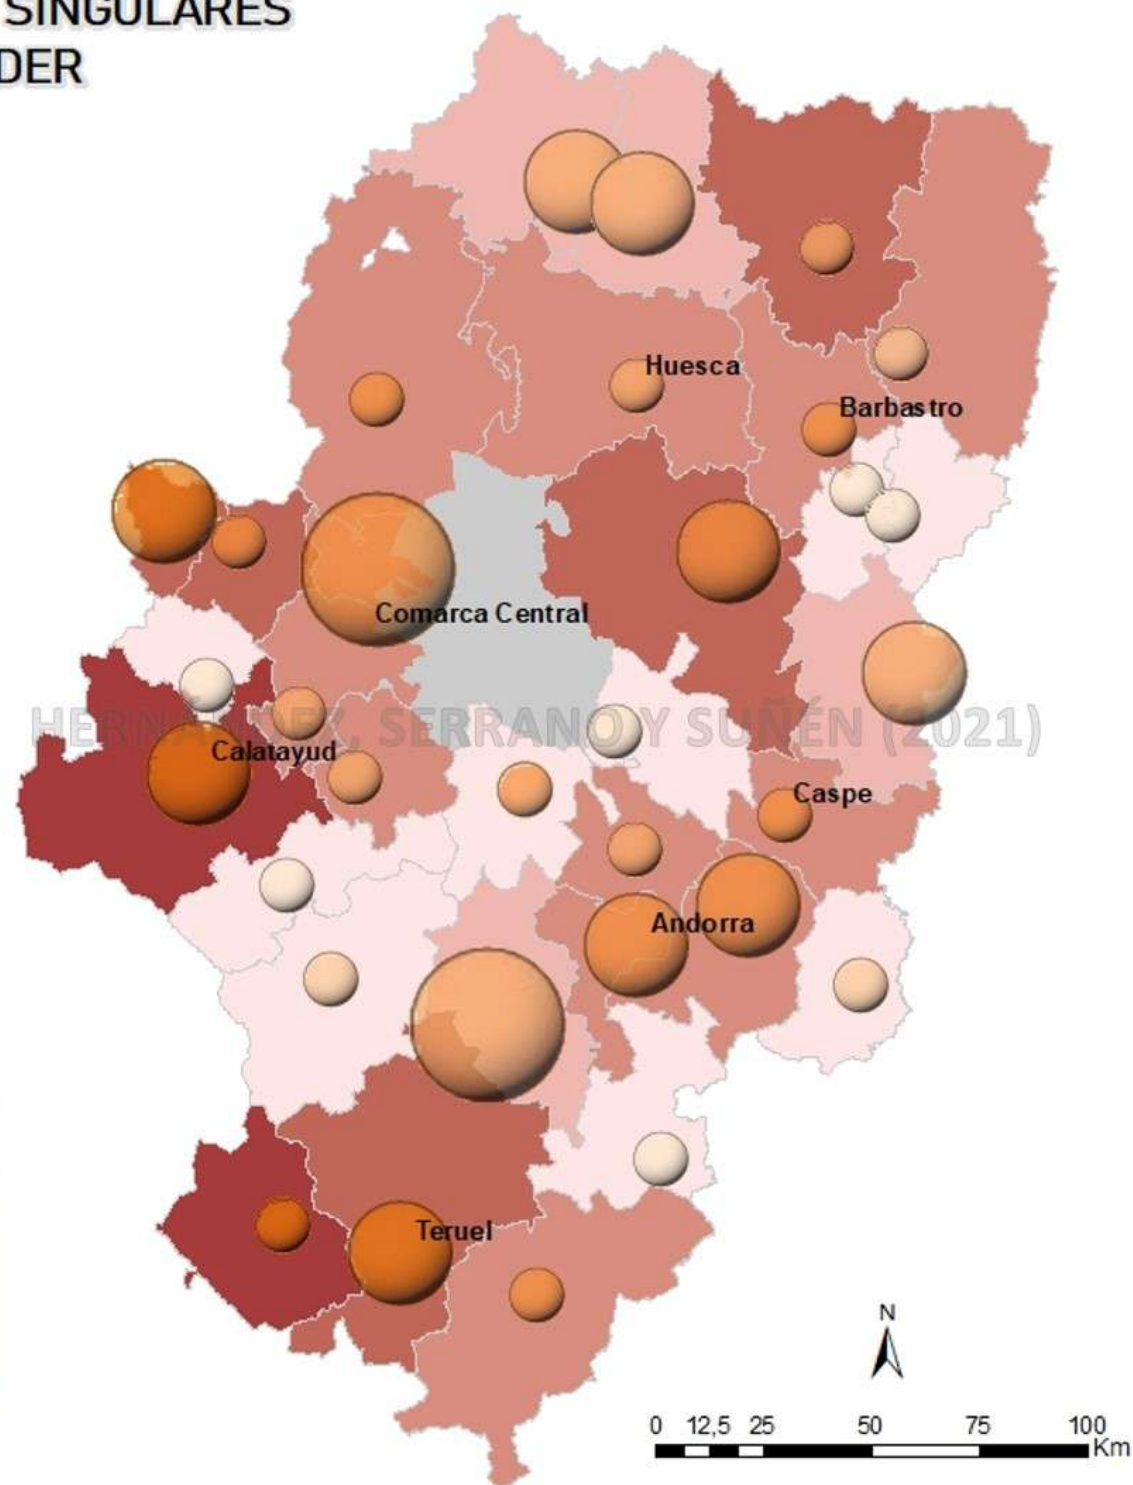 SINGULARES
DER
Huesca
Barbastro
Comarca Central
HERNÁNDEZ, SERRANO Y SUÑÉN (2021)
Calatayud
Caspe
Andorra
Teruel
N
0 12,5 25 50 75 100
Km